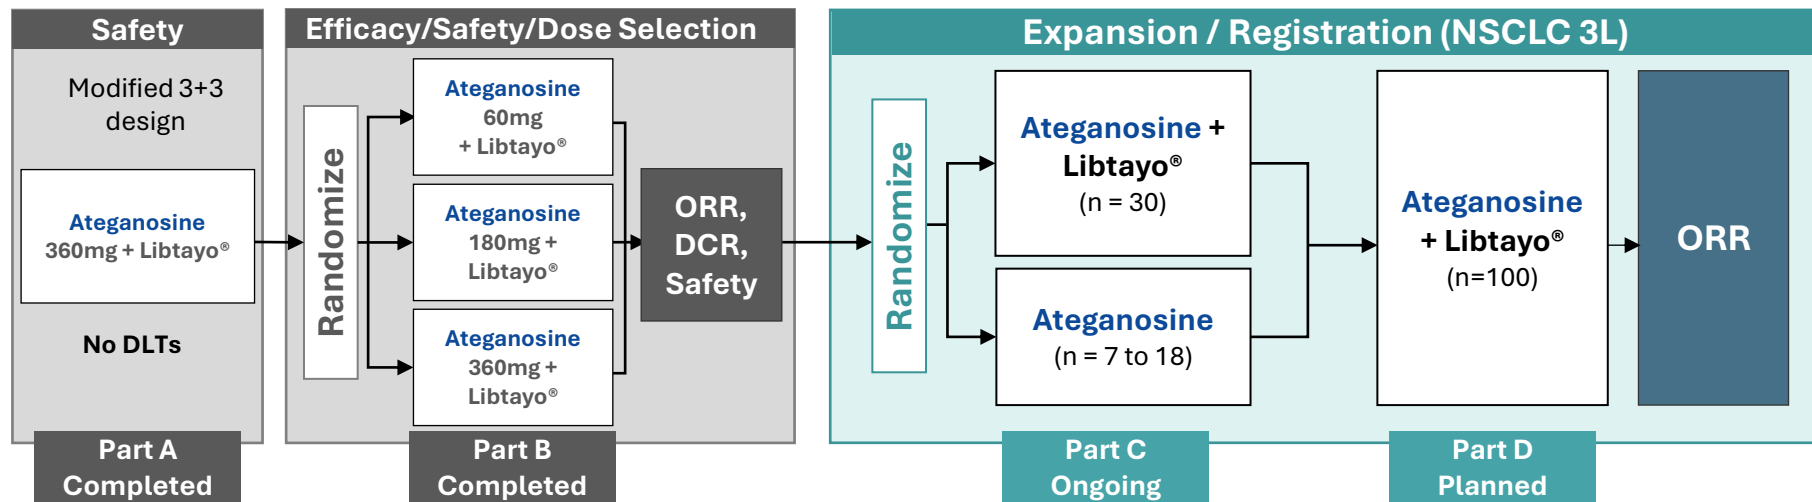 Safety
Modified 3+3
design
Ateganosine
360mg + Libtayo®
No DLTs
Part A
Completed
Efficacy/Safety/Dose Selection
Randomize
Ateganosine
60mg
+ Libtayo®
Ateganosine
180mg +
Libtayo®
Ateganosine
360mg +
Libtayo®
ORR,
DCR,
Safety
Part B
Completed
Expansion / Registration (NSCLC 3L)
Randomize
Ateganosine +
Libtayo®
(n = 30)
Ateganosine
(n = 7 to 18)
Part C
Ongoing
Ateganosine
+ Libtayo®
(n=100)
ORR
Part D
Planned